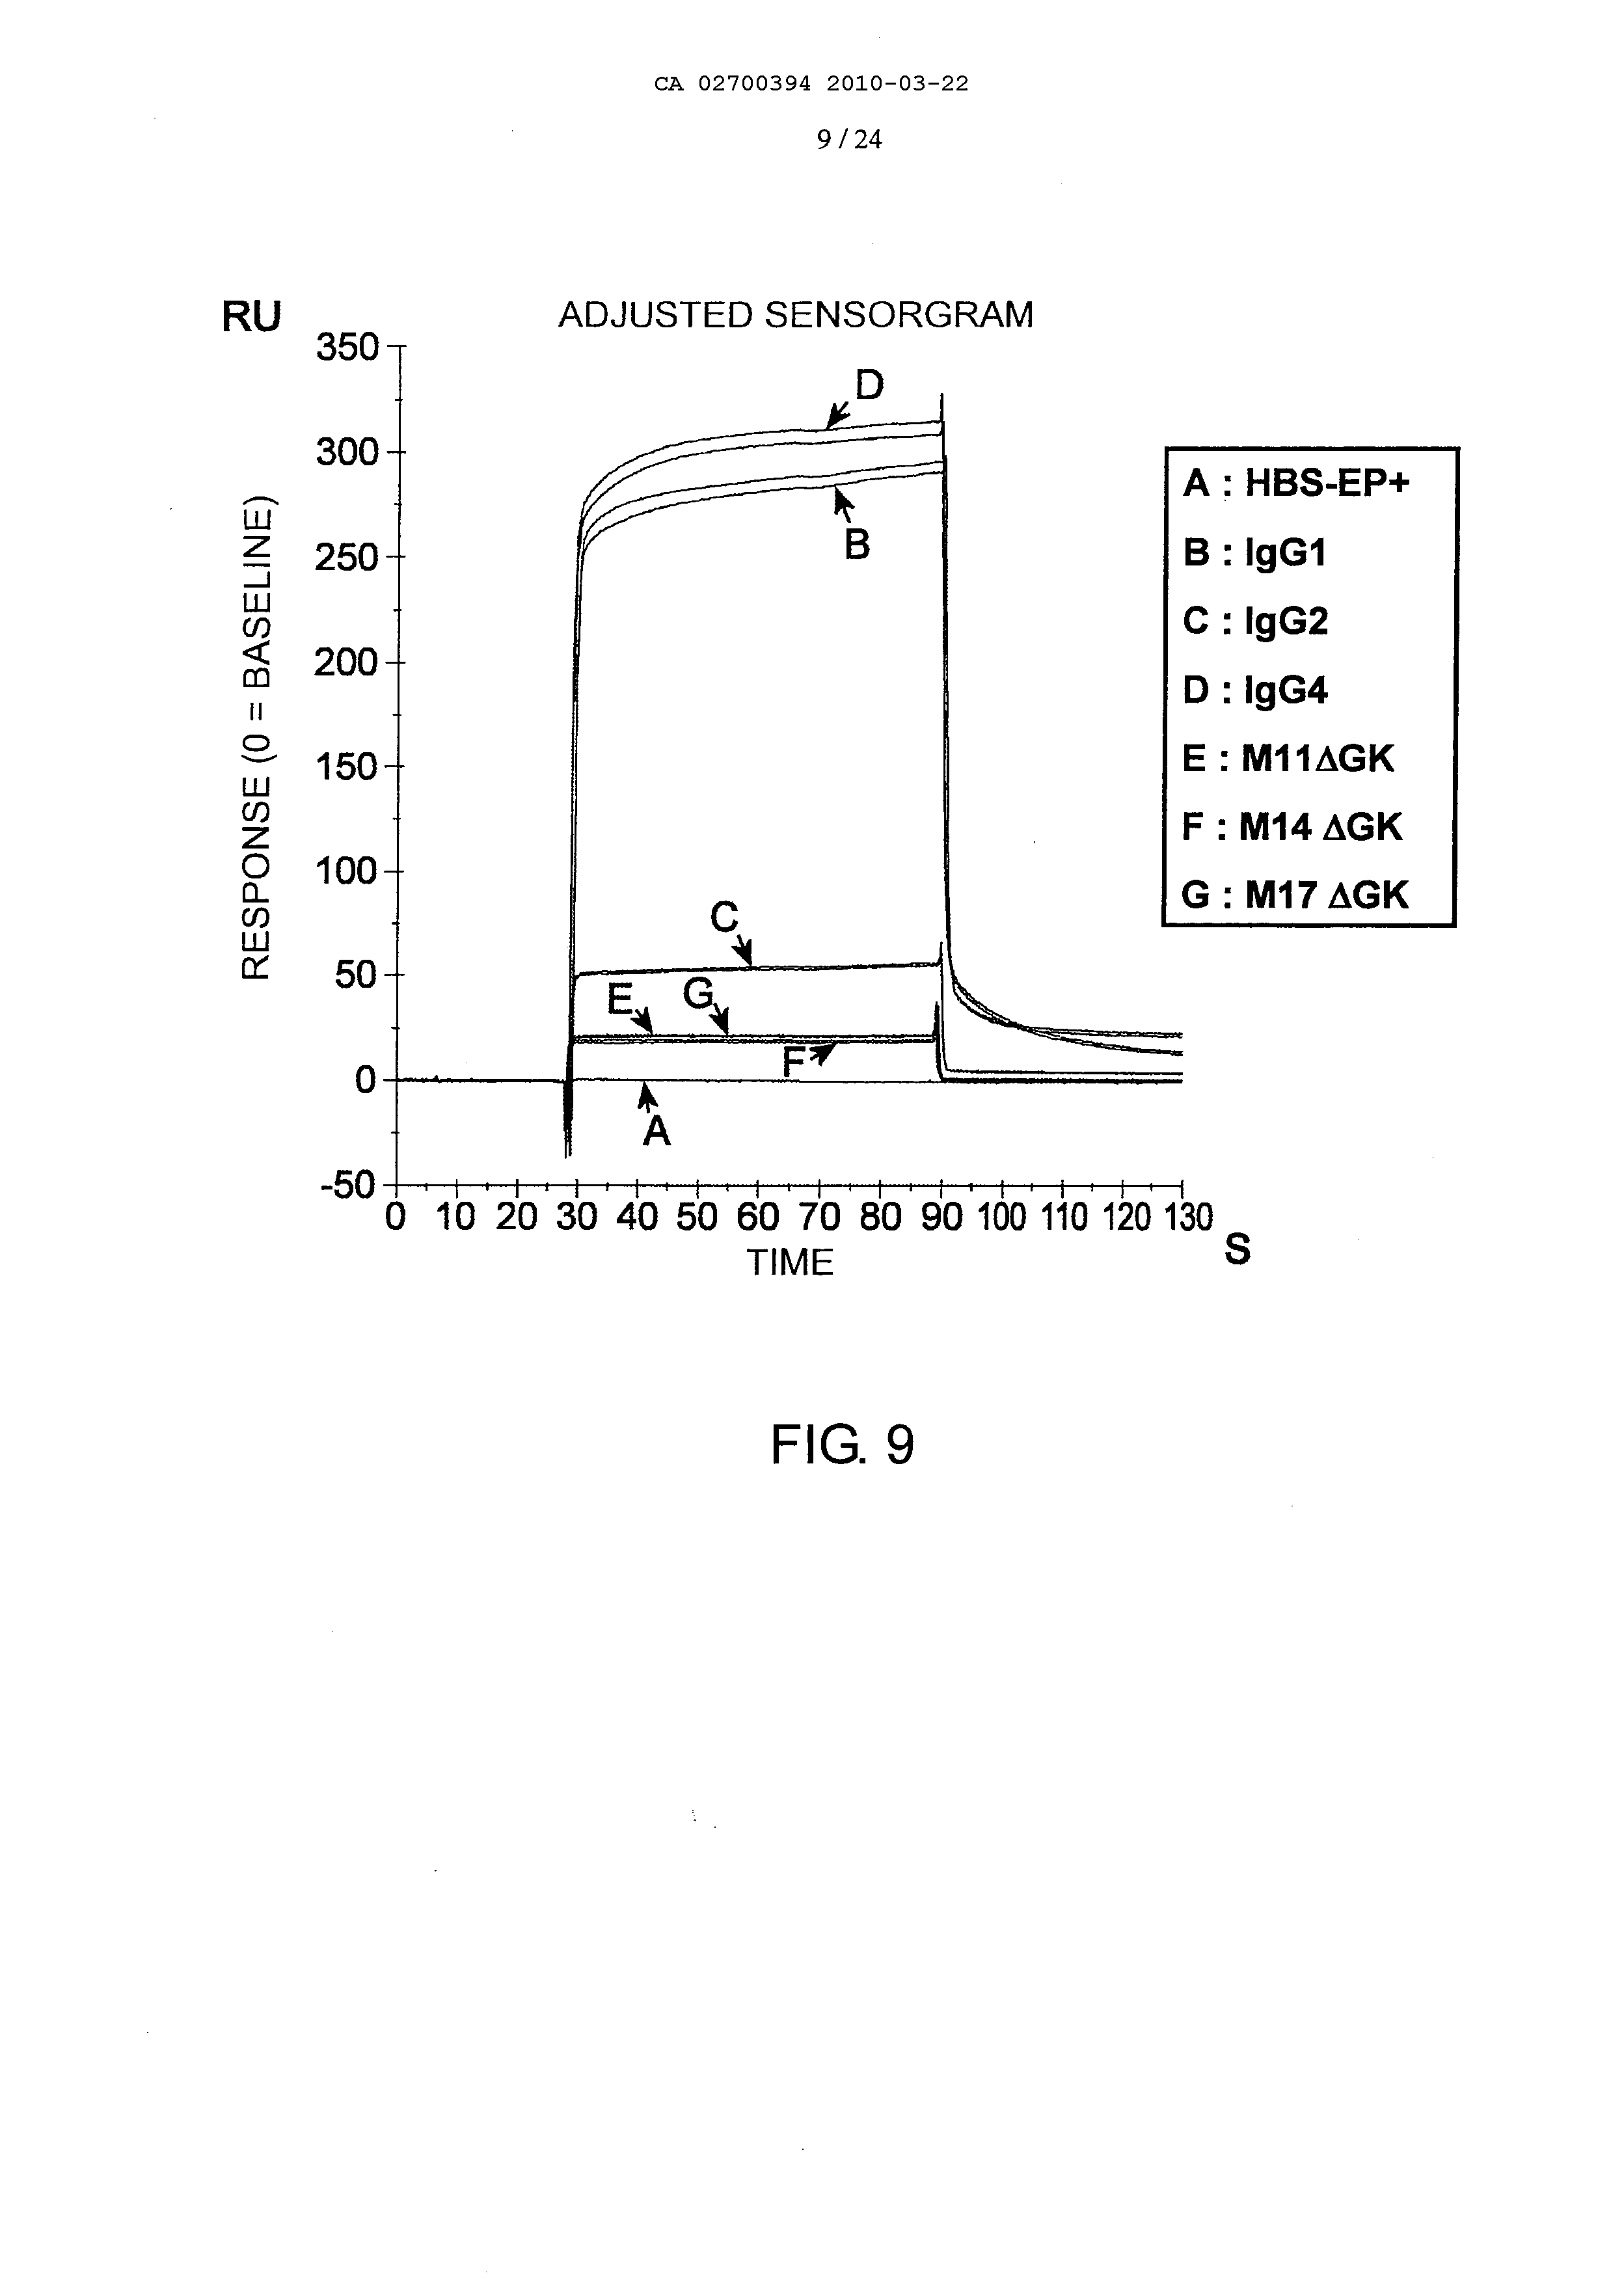 CA 02700394 2010-03-22
9/24
RU
ADJUSTED SENSORGRAM
350
300
250
200
150
100
50
0
-50
RESPONSE (0 = BASELINE)
D
B
C
E
G
F
A
0 10 20 30 40 50 60 70 80 90 100 110 120 130
S
TIME
A : HBS-EP+
B : IgG1
C : IgG2
D : IgG4
E : M11ΔGK
F : M14 ΔGK
G : M17 ΔGK
FIG. 9